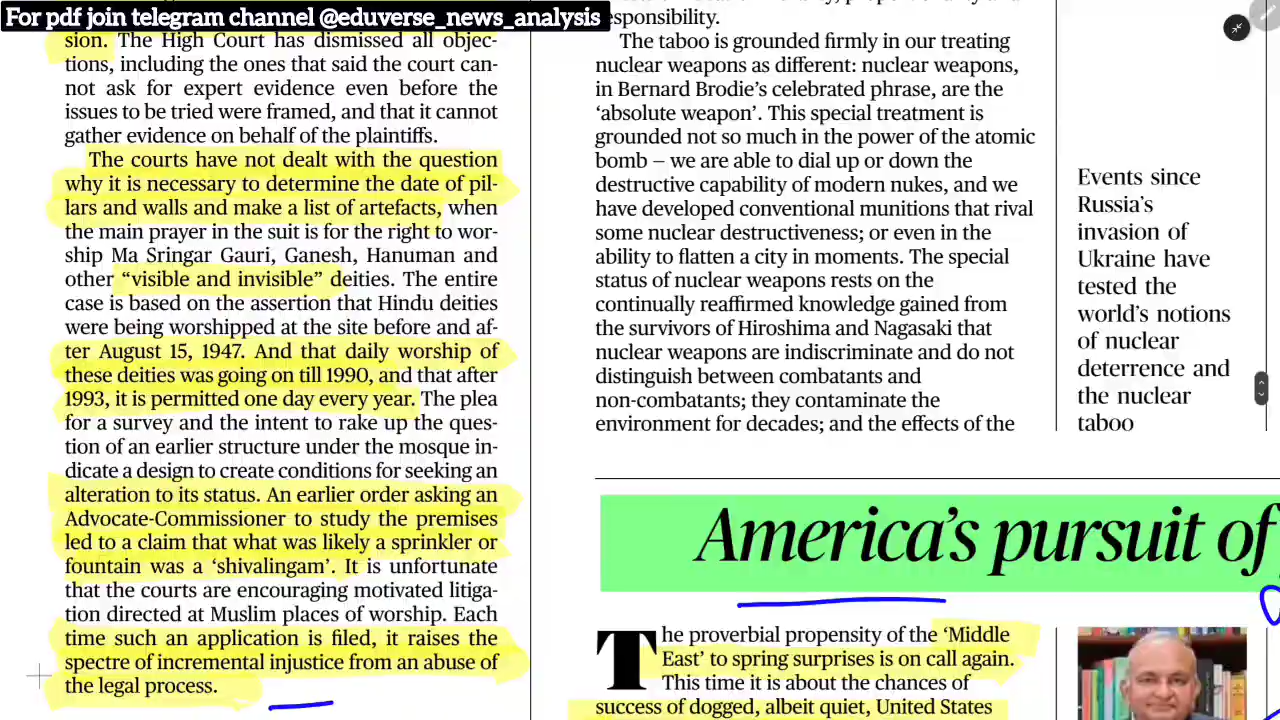 For pdf join telegram channel @eduverse_news_analysis
sion. The High Court has dismissed all objec-
tions, including the ones that said the court can-
not ask for expert evidence even before the
issues to be tried were framed, and that it cannot
gather evidence on behalf of the plaintiffs.
The courts have not dealt with the question
why it is necessary to determine the date of pil-
lars and walls and make a list of artefacts, when
the main prayer in the suit is for the right to wor-
ship Ma Sringar Gauri, Ganesh, Hanuman and
other “visible and invisible” deities. The entire
case is based on the assertion that Hindu deities
were being worshipped at the site before and af-
ter August 15, 1947. And that daily worship of
these deities was going on till 1990, and that after
1993, it is permitted one day every year. The plea
for a survey and the intent to rake up the ques-
tion of an earlier structure under the mosque in-
dicate a design to create conditions for seeking an
alteration to its status. An earlier order asking an
Advocate-Commissioner to study the premises
led to a claim that what was likely a sprinkler or
fountain was a ‘shivalingam’. It is unfortunate
that the courts are encouraging motivated litiga-
tion directed at Muslim places of worship. Each
time such an application is filed, it raises the
spectre of incremental injustice from an abuse of
the legal process.
responsibility.
The taboo is grounded firmly in our treating
nuclear weapons as different: nuclear weapons,
in Bernard Brodie’s celebrated phrase, are the
‘absolute weapon’. This special treatment is
grounded not so much in the power of the atomic
bomb — we are able to dial up or down the
destructive capability of modern nukes, and we
have developed conventional munitions that rival
some nuclear destructiveness; or even in the
ability to flatten a city in moments. The special
status of nuclear weapons rests on the
continually reaffirmed knowledge gained from
the survivors of Hiroshima and Nagasaki that
nuclear weapons are indiscriminate and do not
distinguish between combatants and
non-combatants; they contaminate the
environment for decades; and the effects of the
Events since
Russia’s
invasion of
Ukraine have
tested the
world’s notions
of nuclear
deterrence and
the nuclear
taboo
America’s pursuit of
The proverbial propensity of the ‘Middle
East’ to spring surprises is on call again.
This time it is about the chances of
success of dogged, albeit quiet, United States